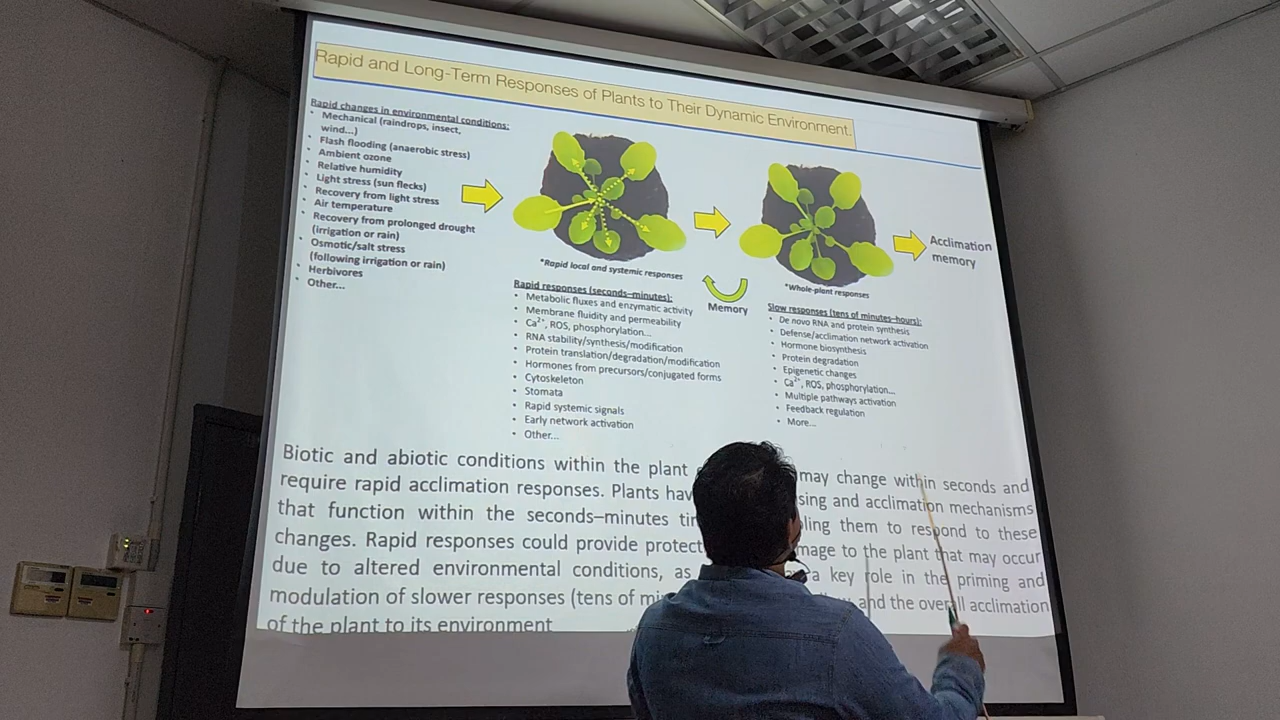 Rapid and Long-Term Responses of Plants to Their Dynamic Environment.
Rapid changes in environmental conditions:
• Mechanical (raindrops, insect,
wind...)
• Flash flooding (anaerobic stress)
• Ambient ozone
• Relative humidity
• Light stress (sun flecks)
• Recovery from light stress
• Air temperature
• Recovery from prolonged drought
(irrigation or rain)
• Osmotic/salt stress
(following irrigation or rain)
• Herbivores
• Other...
*Rapid local and systemic responses
Rapid responses (seconds–minutes):
• Metabolic fluxes and enzymatic activity
• Membrane fluidity and permeability
• Ca2+, ROS, phosphorylation...
• RNA stability/synthesis/modification
• Protein translation/degradation/modification
• Hormones from precursors/conjugated forms
• Cytoskeleton
• Stomata
• Rapid systemic signals
• Early network activation
• Other...
Memory
*Whole-plant responses
Slow responses (tens of minutes–hours):
• De novo RNA and protein synthesis
• Defense/acclimation network activation
• Hormone biosynthesis
• Protein degradation
• Epigenetic changes
• Ca2+, ROS, phosphorylation...
• Multiple pathways activation
• Feedback regulation
• More...
Acclimation
memory
Biotic and abiotic conditions within the plant may change within seconds and
require rapid acclimation responses. Plants hav sing and acclimation mechanisms
that function within the seconds–minutes ti ling them to respond to these
changes. Rapid responses could provide protect mage to the plant that may occur
due to altered environmental conditions, as a key role in the priming and
modulation of slower responses (tens of mi and the overall acclimation
of the plant to its environment